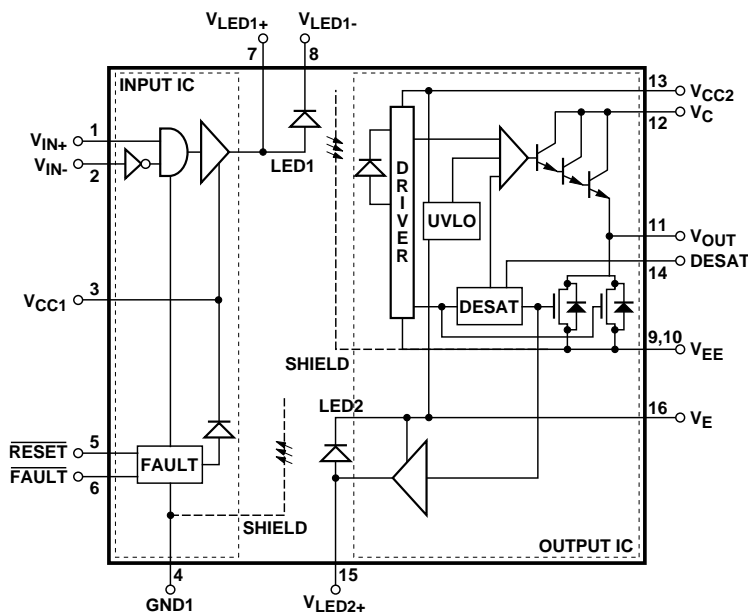 VLED1+
VLED1-
7
8
INPUT IC
13
VCC2
VC
12
VIN+
1
VIN-
2
LED1
DRIVER
UVLO
11
VOUT
DESAT
14
VCC1
3
DESAT
9,10
VEE
SHIELD
LED2
16
VE
RESET
5
FAULT
FAULT
6
SHIELD
OUTPUT IC
4
GND1
15
VLED2+